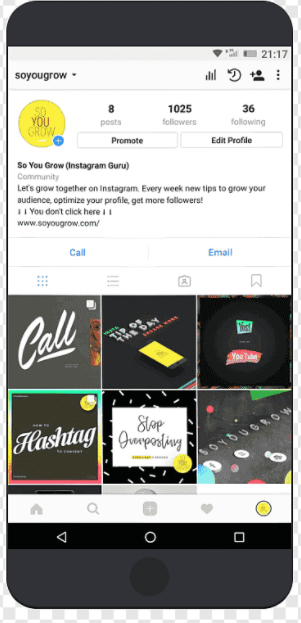 21:17
soyougrow
SO
YOU
GROW
8
1025
36
posts
followers
following
Promote
Edit Profile
So You Grow (Instagram Guru)
Community
Let's grow together on Instagram. Every week new tips to grow your
audience, optimize your profile, get more followers!
⬇⬇You don't click here⬇⬇
www.soyougrow.com/
Call
Email
Call
TIP OF
THE DAY
Yes!
YouTube
HOW TO
Hashtag
TO CONTENT
Stop
Overposting
SOYOUGROW